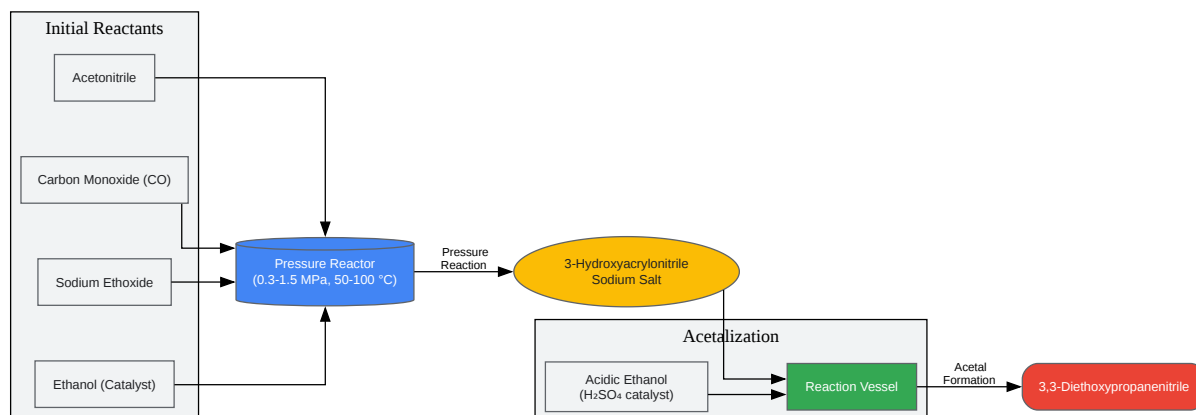 Initial Reactants
Acetonitrile
Carbon Monoxide (CO)
Sodium Ethoxide
Ethanol (Catalyst)
Pressure Reactor
(0.3-1.5 MPa, 50-100 °C)
Pressure
Reaction
3-Hydroxyacrylonitrile
Sodium Salt
Acetalization
Acidic Ethanol
(H₂SO₄ catalyst)
Reaction Vessel
Acetal
Formation
3,3-Diethoxypropanenitrile